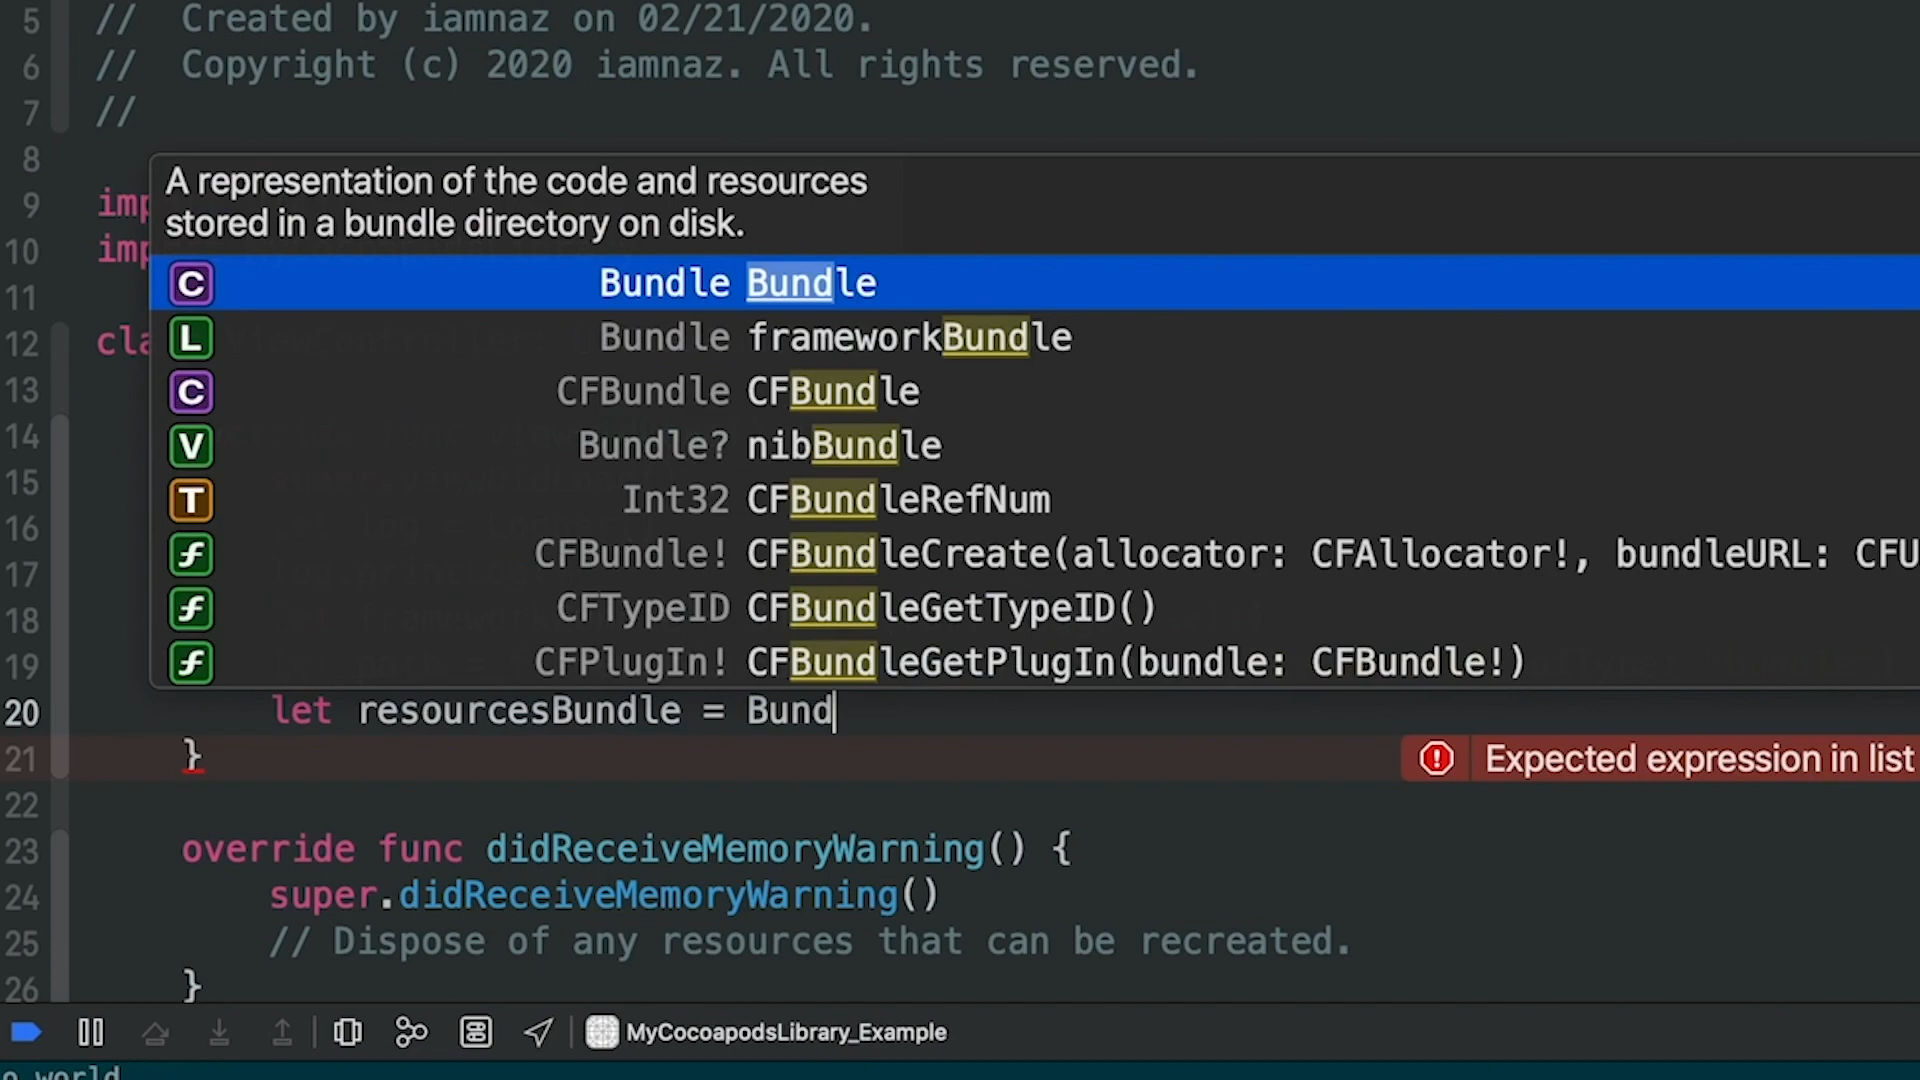 5 // Created by iamnaz on 02/21/2020.
6 // Copyright (c) 2020 iamnaz. All rights reserved.
7 //
8
A representation of the code and resources
9 imp
stored in a bundle directory on disk.
10 imp
11 C Bundle Bundle
12 cla L Bundle frameworkBundle
13 C CFBundle CFBundle
14 V Bundle? nibBundle
15
16 T Int32 CFBundleRefNum
17 f CFBundle! CFBundleCreate(allocator: CFAllocator!, bundleURL: CFU
18 f CFTypeID CFBundleGetTypeID()
19 f CFPlugIn! CFBundleGetPlugIn(bundle: CFBundle!)
20 let resourcesBundle = Bund
21 } Expected expression in list
22
23 override func didReceiveMemoryWarning() {
24 super.didReceiveMemoryWarning()
25 // Dispose of any resources that can be recreated.
26 }
MyCocoapodsLibrary_Example
o world